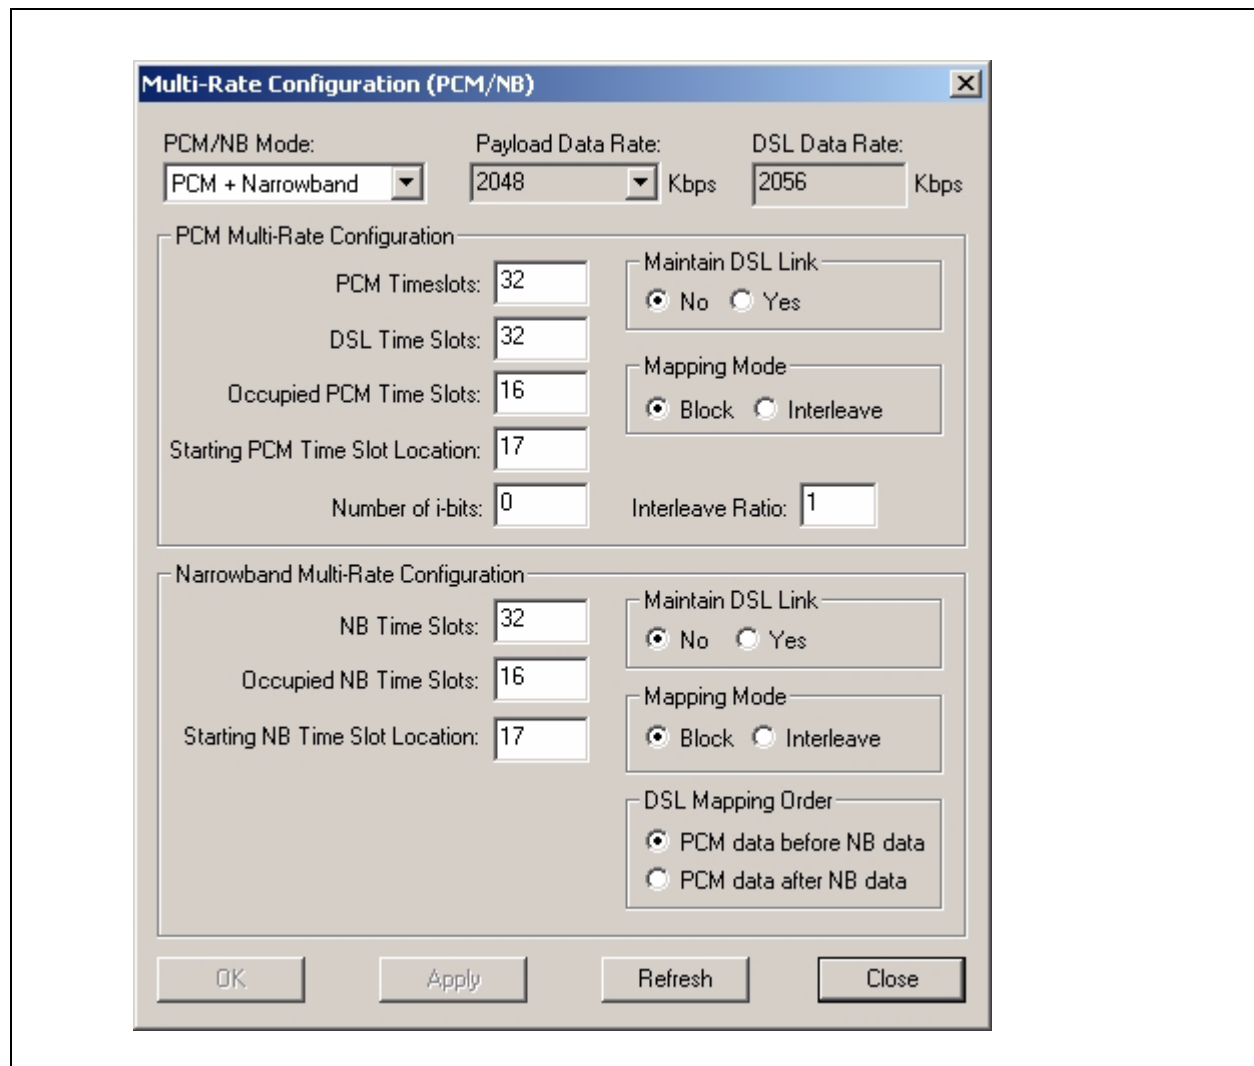 Multi-Rate Configuration (PCM/NB)
PCM/NB Mode: Payload Data Rate: DSL Data Rate:
PCM + Narrowband 2048 Kbps 2056 Kbps
PCM Multi-Rate Configuration
PCM Timeslots: 32
DSL Time Slots: 32
Occupied PCM Time Slots: 16
Starting PCM Time Slot Location: 17
Number of i-bits: 0
Maintain DSL Link
No Yes
Mapping Mode
Block Interleave
Interleave Ratio: 1
Narrowband Multi-Rate Configuration
NB Time Slots: 32
Occupied NB Time Slots: 16
Starting NB Time Slot Location: 17
Maintain DSL Link
No Yes
Mapping Mode
Block Interleave
DSL Mapping Order
PCM data before NB data
PCM data after NB data
OK Apply Refresh Close